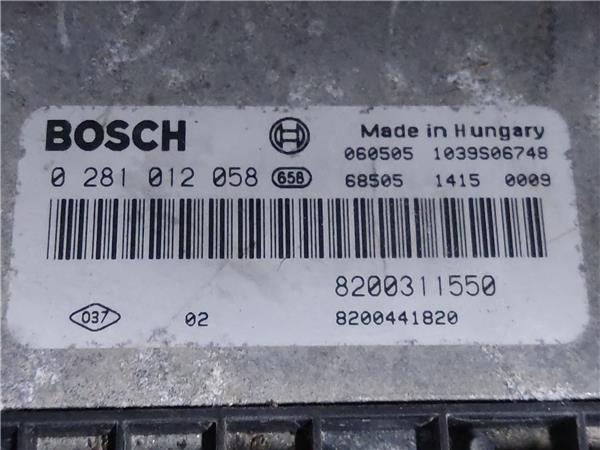 BOSCH
Made in Hungary
060505 1039S06748
0 281 012 058 658
68505 1415 0009
8200311550
037 02 8200441820